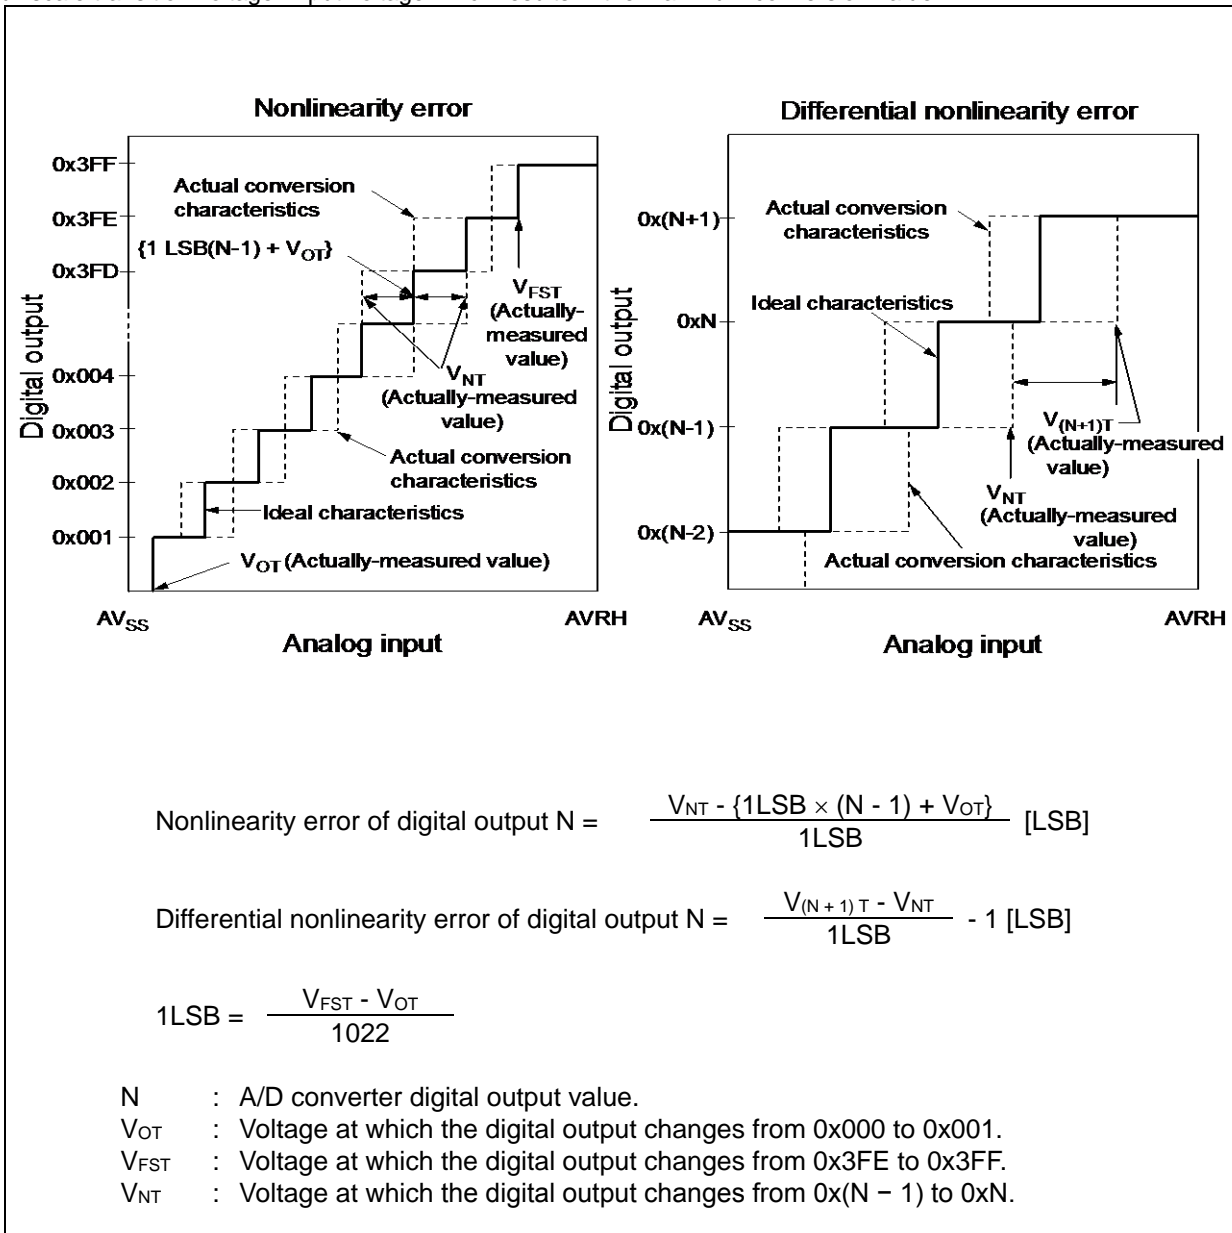 Nonlinearity error
0x3FF
0x3FE
0x3FD
0x004
0x003
0x002
0x001
Digital output
Actual conversion
characteristics
{1 LSB(N-1) + VOT}
VFST
(Actually-
measured
value)
VNT
(Actually-measured
value)
Actual conversion
characteristics
Ideal characteristics
VOT (Actually-measured value)
AVSS
AVRH
Analog input
Differential nonlinearity error
0x(N+1)
0xN
0x(N-1)
0x(N-2)
Digital output
Actual conversion
characteristics
Ideal characteristics
V(N+1)T
(Actually-measured
value)
VNT
(Actually-measured
value)
Actual conversion characteristics
AVSS
AVRH
Analog input
Nonlinearity error of digital output N = VNT - {1LSB × (N - 1) + VOT} / 1LSB [LSB]
Differential nonlinearity error of digital output N = V(N + 1) T - VNT / 1LSB - 1 [LSB]
1LSB = VFST - VOT / 1022
N : A/D converter digital output value.
VOT : Voltage at which the digital output changes from 0x000 to 0x001.
VFST : Voltage at which the digital output changes from 0x3FE to 0x3FF.
VNT : Voltage at which the digital output changes from 0x(N − 1) to 0xN.